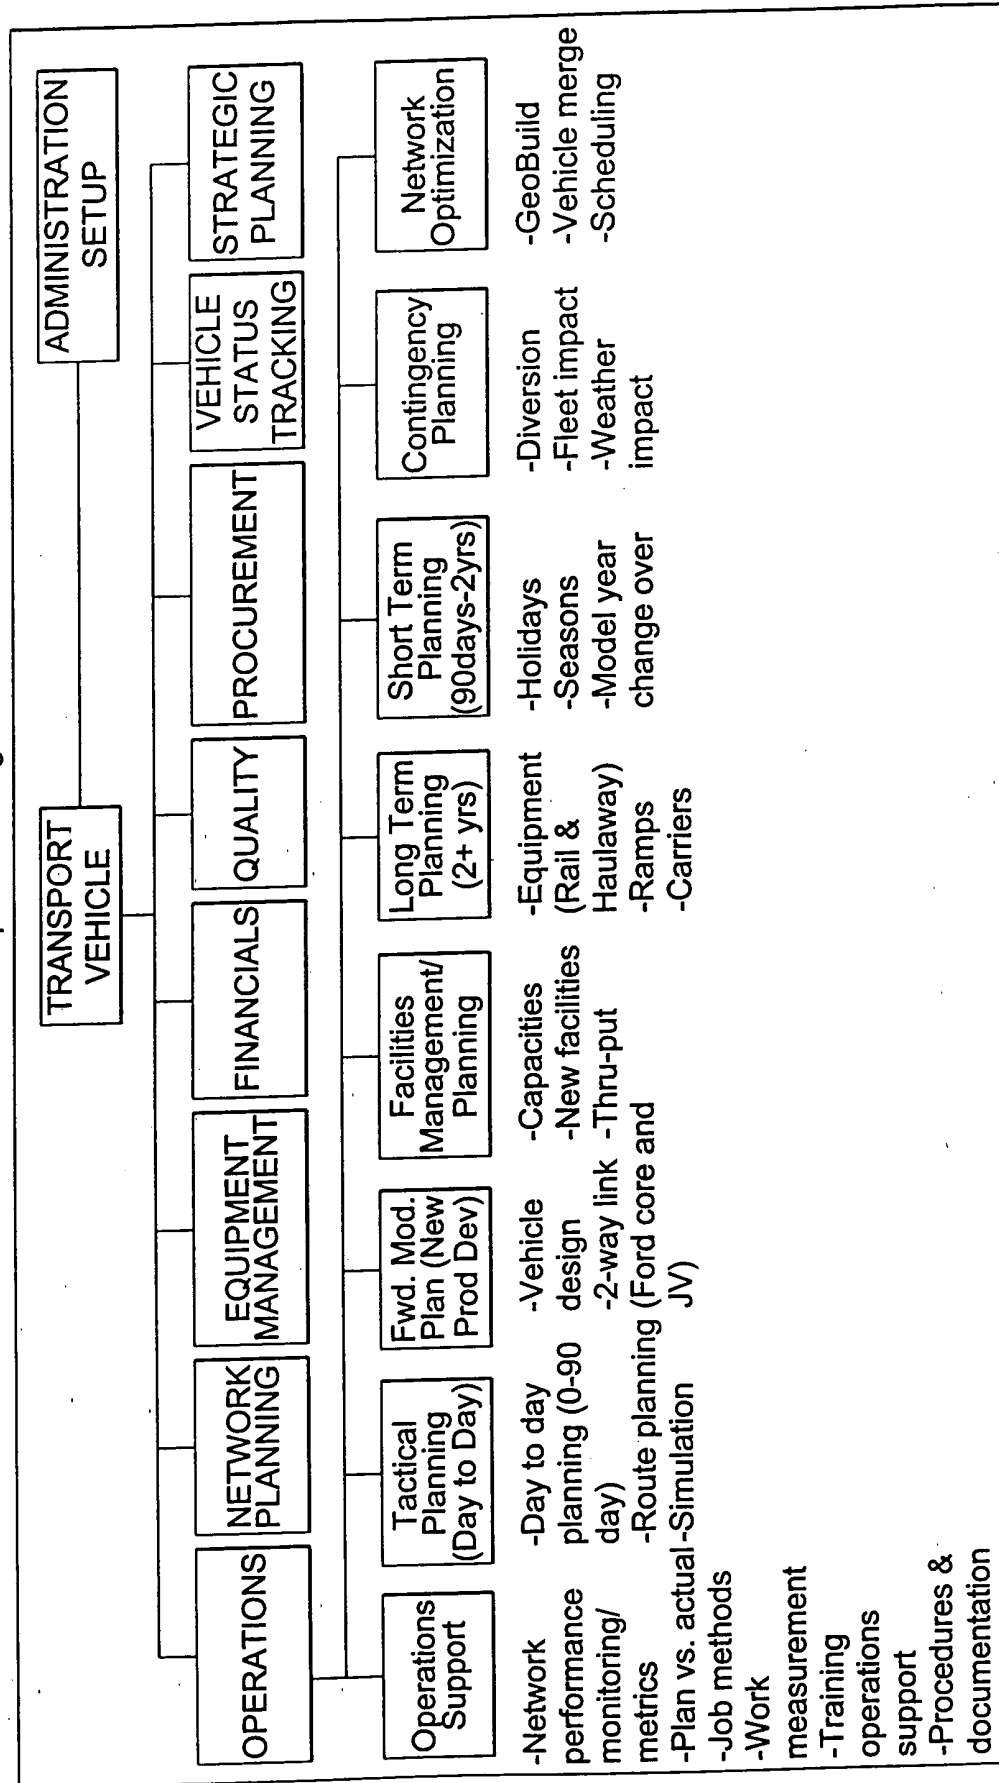 TRANSPORT
VEHICLE
ADMINISTRATION
SETUP
OPERATIONS
NETWORK
PLANNING
EQUIPMENT
MANAGEMENT
FINANCIALS
QUALITY
PROCUREMENT
VEHICLE
STATUS
TRACKING
STRATEGIC
PLANNING
Operations
Support
Tactical
Planning
(Day to Day)
Fwd. Mod.
Plan (New
Prod Dev)
Facilities
Management/
Planning
Long Term
Planning
(2+ yrs)
Short Term
Planning
(90days-2yrs)
Contingency
Planning
Network
Optimization
-Network
performance
monitoring/
metrics
-Plan vs. actual
-Job methods
-Work
measurement
-Training
operations
support
-Procedures &
documentation
-Day to day
planning (0-90
day)
-Route planning
-Simulation
-Vehicle
design
-2-way link
(Ford core and
JV)
-Capacities
-New facilities
-Thru-put
-Equipment
(Rail &
Haulaway)
-Ramps
-Carriers
-Holidays
-Seasons
-Model year
change over
-Diversion
-Fleet impact
-Weather
impact
-GeoBuild
-Vehicle merge
-Scheduling